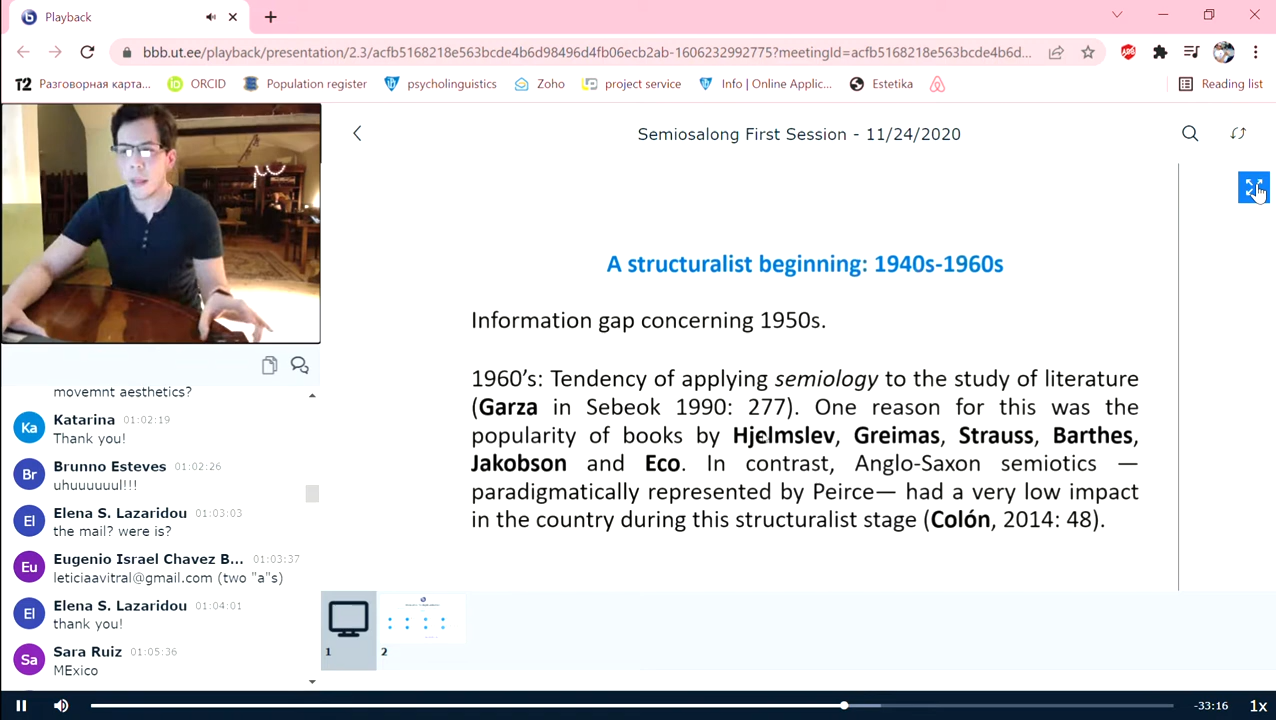 Playback
bbb.ut.ee/playback/presentation/2.3/acfb5168218e563bcde4b6d98496d4fb06ecb2ab-1606232992775?meetingId=acfb5168218e563bcde4b6d...
T2 Разговорная карта...
ORCID
Population register
psycholinguistics
Zoho
project service
Info | Online Applic...
Estetika
Reading list
Semiosalong First Session - 11/24/2020
A structuralist beginning: 1940s-1960s
Information gap concerning 1950s.
1960's: Tendency of applying semiology to the study of literature
(Garza in Sebeok 1990: 277). One reason for this was the
popularity of books by Hjelmslev, Greimas, Strauss, Barthes,
Jakobson and Eco. In contrast, Anglo-Saxon semiotics —
paradigmatically represented by Peirce— had a very low impact
in the country during this structuralist stage (Colón, 2014: 48).
movemnt aesthetics?
Ka Katarina 01:02:19
Thank you!
Br Brunno Esteves 01:02:26
uhuuuuuul!!!
El Elena S. Lazaridou 01:03:03
the mail? were is?
Eu Eugenio Israel Chavez B... 01:03:37
leticiaavitral@gmail.com (two "a"s)
El Elena S. Lazaridou 01:04:01
thank you!
Sa Sara Ruiz 01:05:36
MExico
1
2
-33:16
1x